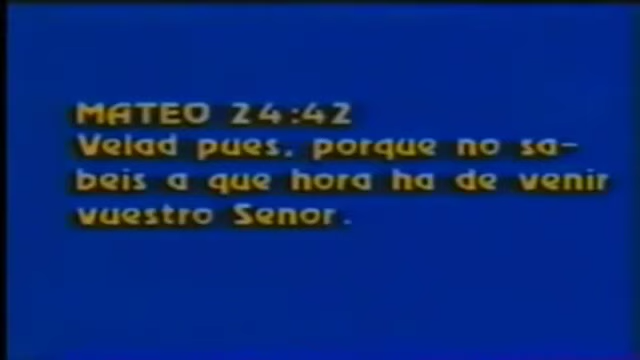 MATEO 24:42
Velad pues, porque no sa-
beis a que hora ha de venir
vuestro Senor.